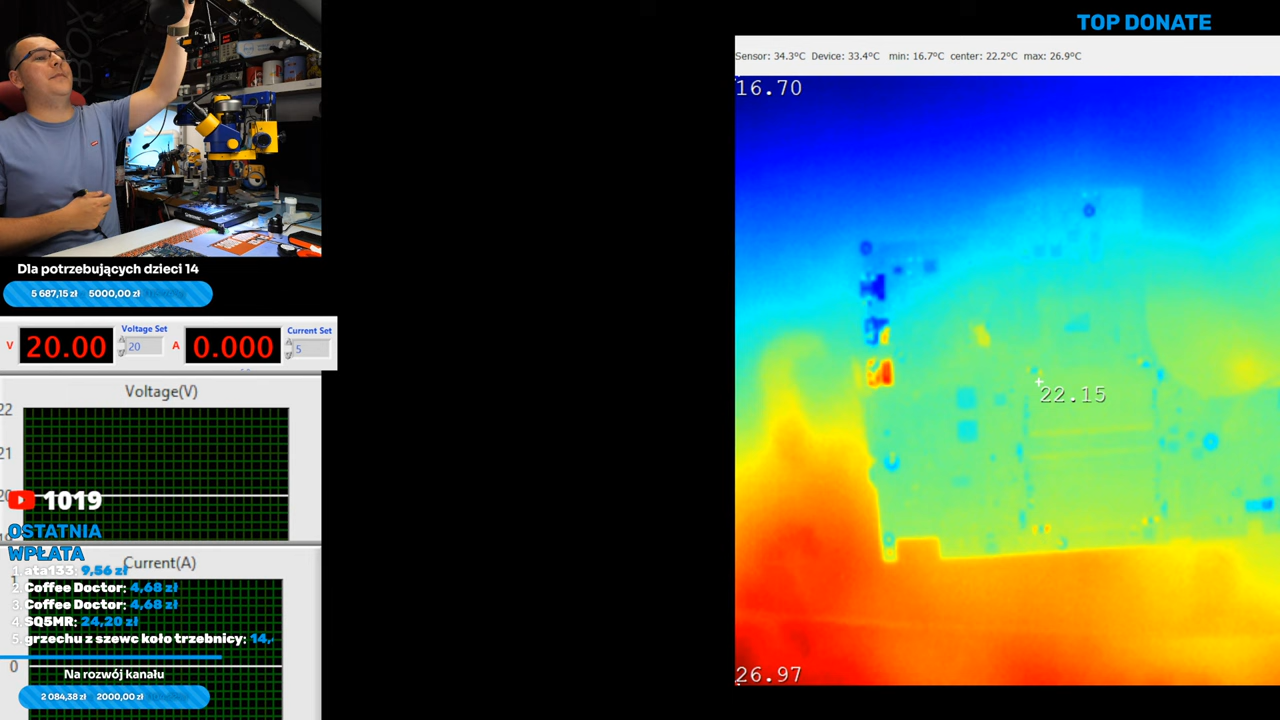 TOP DONATE
Sensor: 34.3°C Device: 33.4°C min: 16.7°C center: 22.2°C max: 26.9°C
16.70
22.15
26.97
Dla potrzebujących dzieci 14
5 687,15 zł 5000,00 zł
Voltage Set
Current Set
V 20.00 20 A 0.000 5
Voltage(V)
22
21
20
1019
OSTATNIA
WPŁATA
Current(A)
1. ata133: 9,56 zł
2. Coffee Doctor: 4,68 zł
3. Coffee Doctor: 4,68 zł
4. SQ5MR: 24,20 zł
5. grzechu z szewc koło trzebnicy: 14,
0
Na rozwój kanału
2 084,38 zł 2000,00 zł